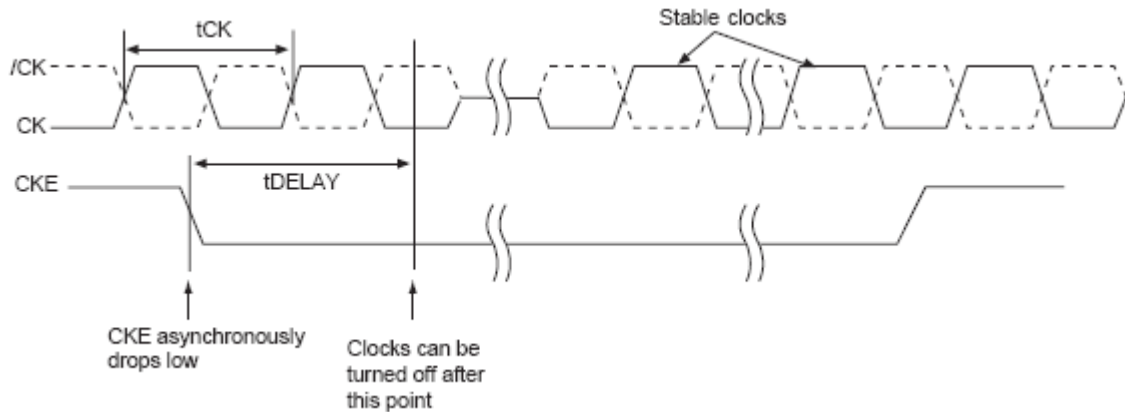 tCK
Stable clocks
/CK
CK
tDELAY
CKE
CKE asynchronously
drops low
Clocks can be
turned off after
this point